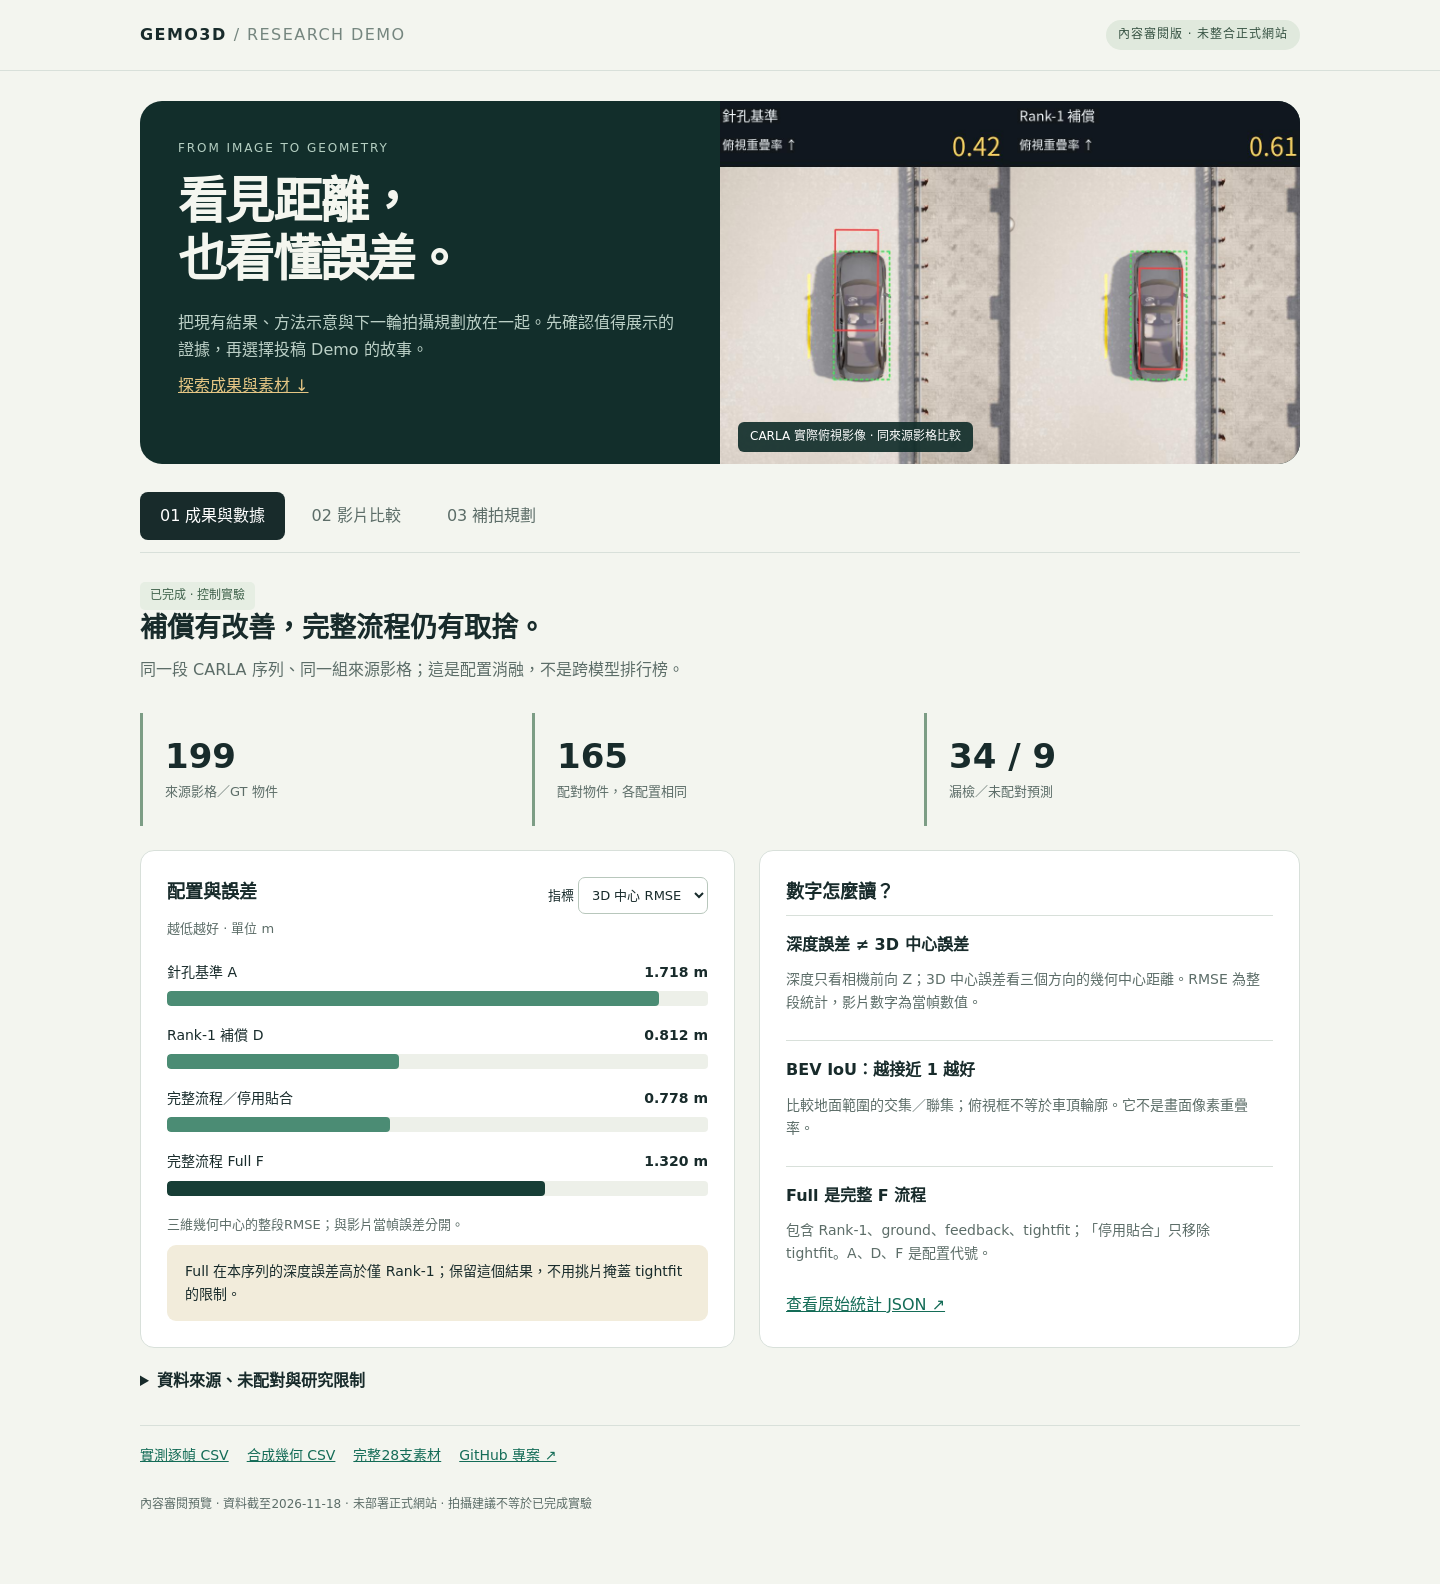 GEMO3D / RESEARCH DEMO
內容審閱版 · 未整合正式網站
FROM IMAGE TO GEOMETRY
看見距離，
也看懂誤差。
把現有結果、方法示意與下一輪拍攝規劃放在一起。先確認值得展示的
證據，再選擇投稿 Demo 的故事。
探索成果與素材 ↓
針孔基準
俯視重疊率 ↑ 0.42
Rank-1 補償
俯視重疊率 ↑ 0.61
CARLA 實際俯視影像 · 同來源影格比較
01 成果與數據
02 影片比較
03 補拍規劃
已完成 · 控制實驗
補償有改善，完整流程仍有取捨。
同一段 CARLA 序列、同一組來源影格；這是配置消融，不是跨模型排行榜。
199
來源影格／GT 物件
165
配對物件，各配置相同
34 / 9
漏檢／未配對預測
配置與誤差
指標 3D 中心 RMSE
越低越好 · 單位 m
針孔基準 A 1.718 m
Rank-1 補償 D 0.812 m
完整流程／停用貼合 0.778 m
完整流程 Full F 1.320 m
三維幾何中心的整段RMSE；與影片當幀誤差分開。
Full 在本序列的深度誤差高於僅 Rank-1；保留這個結果，不用挑片掩蓋 tightfit
的限制。
數字怎麼讀？
深度誤差 ≠ 3D 中心誤差
深度只看相機前向 Z；3D 中心誤差看三個方向的幾何中心距離。RMSE 為整
段統計，影片數字為當幀數值。
BEV IoU：越接近 1 越好
比較地面範圍的交集／聯集；俯視框不等於車頂輪廓。它不是畫面像素重疊
率。
Full 是完整 F 流程
包含 Rank-1、ground、feedback、tightfit；「停用貼合」只移除
tightfit。A、D、F 是配置代號。
查看原始統計 JSON ↗
▶ 資料來源、未配對與研究限制
實測逐幀 CSV
合成幾何 CSV
完整28支素材
GitHub 專案 ↗
內容審閱預覽 · 資料截至2026-11-18 · 未部署正式網站 · 拍攝建議不等於已完成實驗